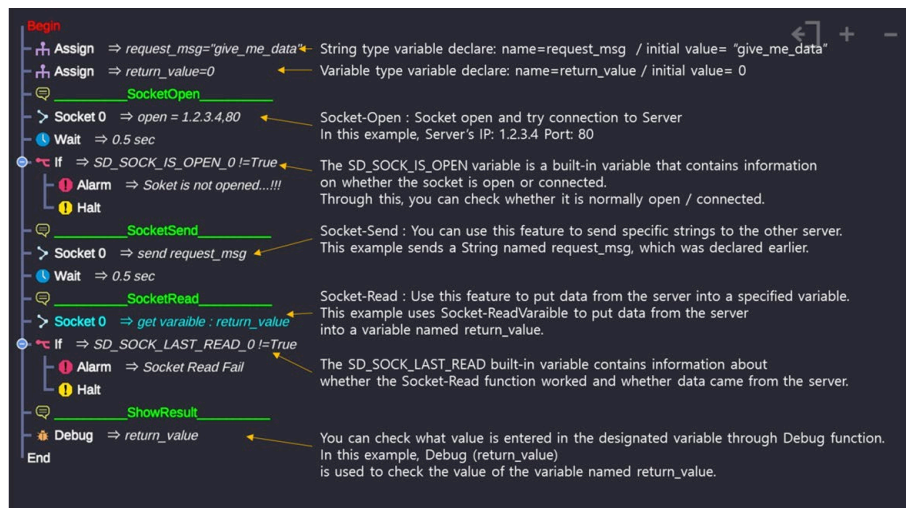 Begin
Assign ⇒ request_msg="give_me_data" String type variable declare: name=request_msg / initial value= “give_me_data”
Assign ⇒ return_value=0 Variable type variable declare: name=return_value / initial value= 0
__________SocketOpen__________
Socket 0 ⇒ open = 1.2.3.4,80 Socket-Open : Socket open and try connection to Server
In this example, Server’s IP: 1.2.3.4 Port: 80
Wait ⇒ 0.5 sec
If ⇒ SD_SOCK_IS_OPEN_0 !=True The SD_SOCK_IS_OPEN variable is a built-in variable that contains information
on whether the socket is open or connected.
Through this, you can check whether it is normally open / connected.
Alarm ⇒ Soket is not opened...!!!
Halt
__________SocketSend__________ Socket-Send : You can use this feature to send specific strings to the other server.
This example sends a String named request_msg, which was declared earlier.
Socket 0 ⇒ send request_msg
Wait ⇒ 0.5 sec
__________SocketRead__________ Socket-Read : Use this feature to put data from the server into a specified variable.
This example uses Socket-ReadVaraible to put data from the server
into a variable named return_value.
Socket 0 ⇒ get varaible : return_value
If ⇒ SD_SOCK_LAST_READ_0 !=True
The SD_SOCK_LAST_READ built-in variable contains information about
whether the Socket-Read function worked and whether data came from the server.
Alarm ⇒ Socket Read Fail
Halt
__________ShowResult__________
Debug ⇒ return_value You can check what value is entered in the designated variable through Debug function.
In this example, Debug (return_value)
is used to check the value of the variable named return_value.
End